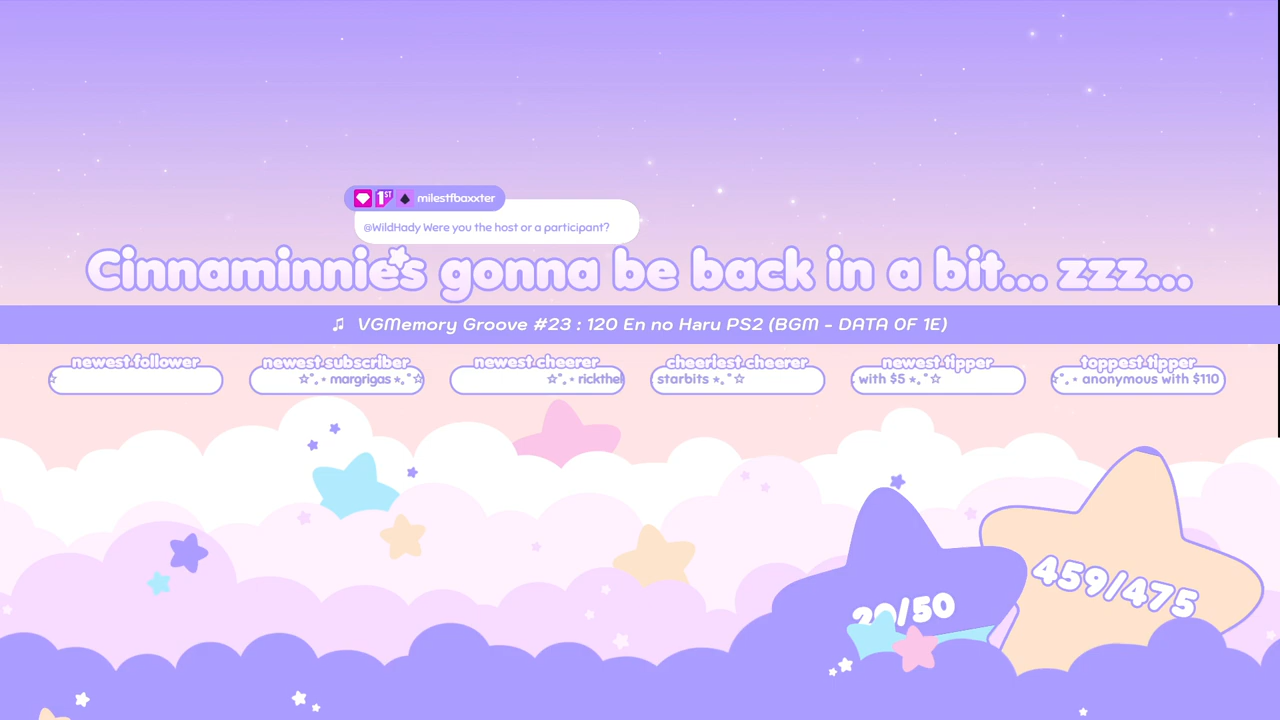 1ST milestfbaxxter
@WildHady Were you the host or a participant?
Cinnaminnie's gonna be back in a bit... zzz...
♫ VGMemory Groove #23 : 120 En no Haru PS2 (BGM - DATA OF 1E)
newest follower
newest subscriber
newest cheerer
cheeriest cheerer
newest tipper
toppest tipper
☆
☆˚｡⋆ margrigas ⋆｡˚☆
☆˚｡⋆ rickthe
starbits ⋆｡˚☆
with $5 ⋆｡˚☆
☆˚｡⋆ anonymous with $110
459/475
/50